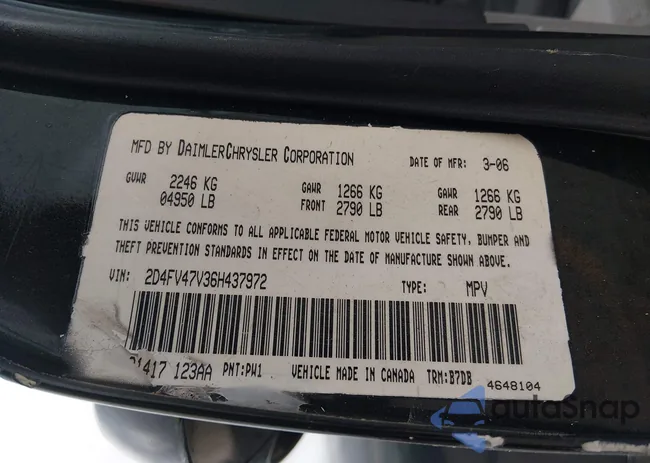 MFD BY DAIMLERCHRYSLER CORPORATION DATE OF MFR: 3-06
GVWR 2246 KG GAWR 1266 KG GAWR 1266 KG
04950 LB FRONT 2790 LB REAR 2790 LB
THIS VEHICLE CONFORMS TO ALL APPLICABLE FEDERAL MOTOR VEHICLE SAFETY, BUMPER AND
THEFT PREVENTION STANDARDS IN EFFECT ON THE DATE OF MANUFACTURE SHOWN ABOVE.
VIN: 2D4FV47V36H437972 TYPE: MPV
1417 123AA PNT:PW1 VEHICLE MADE IN CANADA TRM:B7DB 4648104
autoSnap